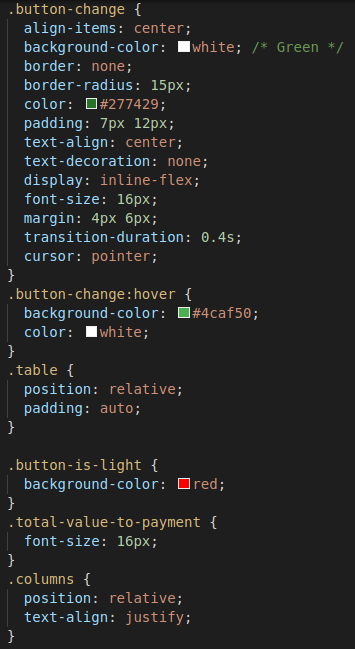 .button-change {
  align-items: center;
  background-color: white; /* Green */
  border: none;
  border-radius: 15px;
  color: #277429;
  padding: 7px 12px;
  text-align: center;
  text-decoration: none;
  display: inline-flex;
  font-size: 16px;
  margin: 4px 6px;
  transition-duration: 0.4s;
  cursor: pointer;
}
.button-change:hover {
  background-color: #4caf50;
  color: white;
}
.table {
  position: relative;
  padding: auto;
}

.button-is-light {
  background-color: red;
}
.total-value-to-payment {
  font-size: 16px;
}
.columns {
  position: relative;
  text-align: justify;
}